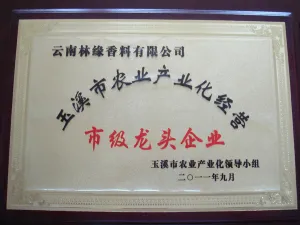 云南林缘香料有限公司
玉溪市农业产业化经营
市级龙头企业
玉溪市农业产业化领导小组
二〇一一年九月